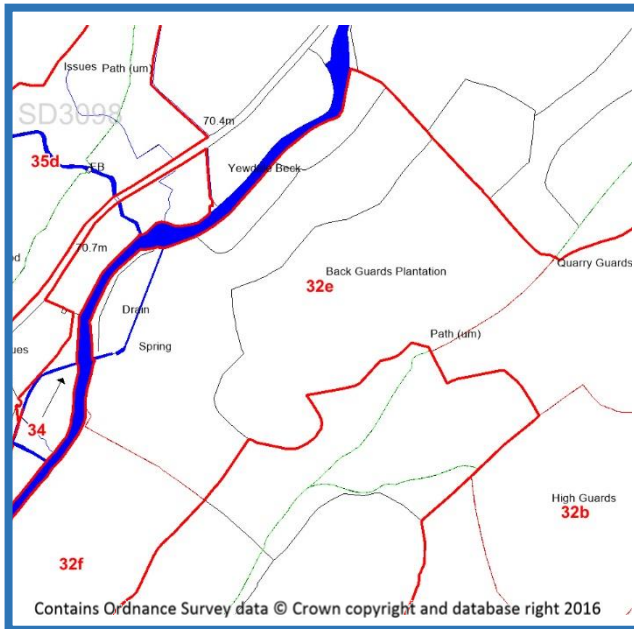 Issues
Path (um)
SD3098
70.4m
35d
FB
Yewdale Beck
70.7m
Back Guards Plantation
Quarry Guards
32e
Drain
Path (um)
Spring
34
High Guards
32b
32f
Contains Ordnance Survey data © Crown copyright and database right 2016